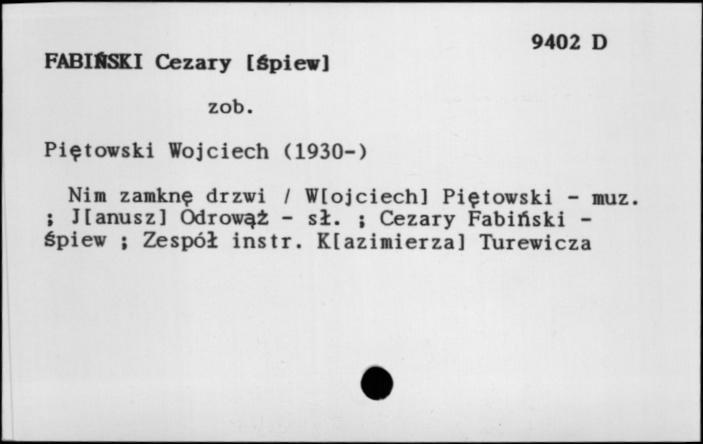 9402 D
FABIŃSKI Cezary [śpiew]
zob.
Piętowski Wojciech (1930-)
Nim zamknę drzwi / W[ojciech] Piętowski - muz.
; J[anusz] Odrowąż - sł. ; Cezary Fabiński -
śpiew ; Zespół instr. K[azimierza] Turewicza